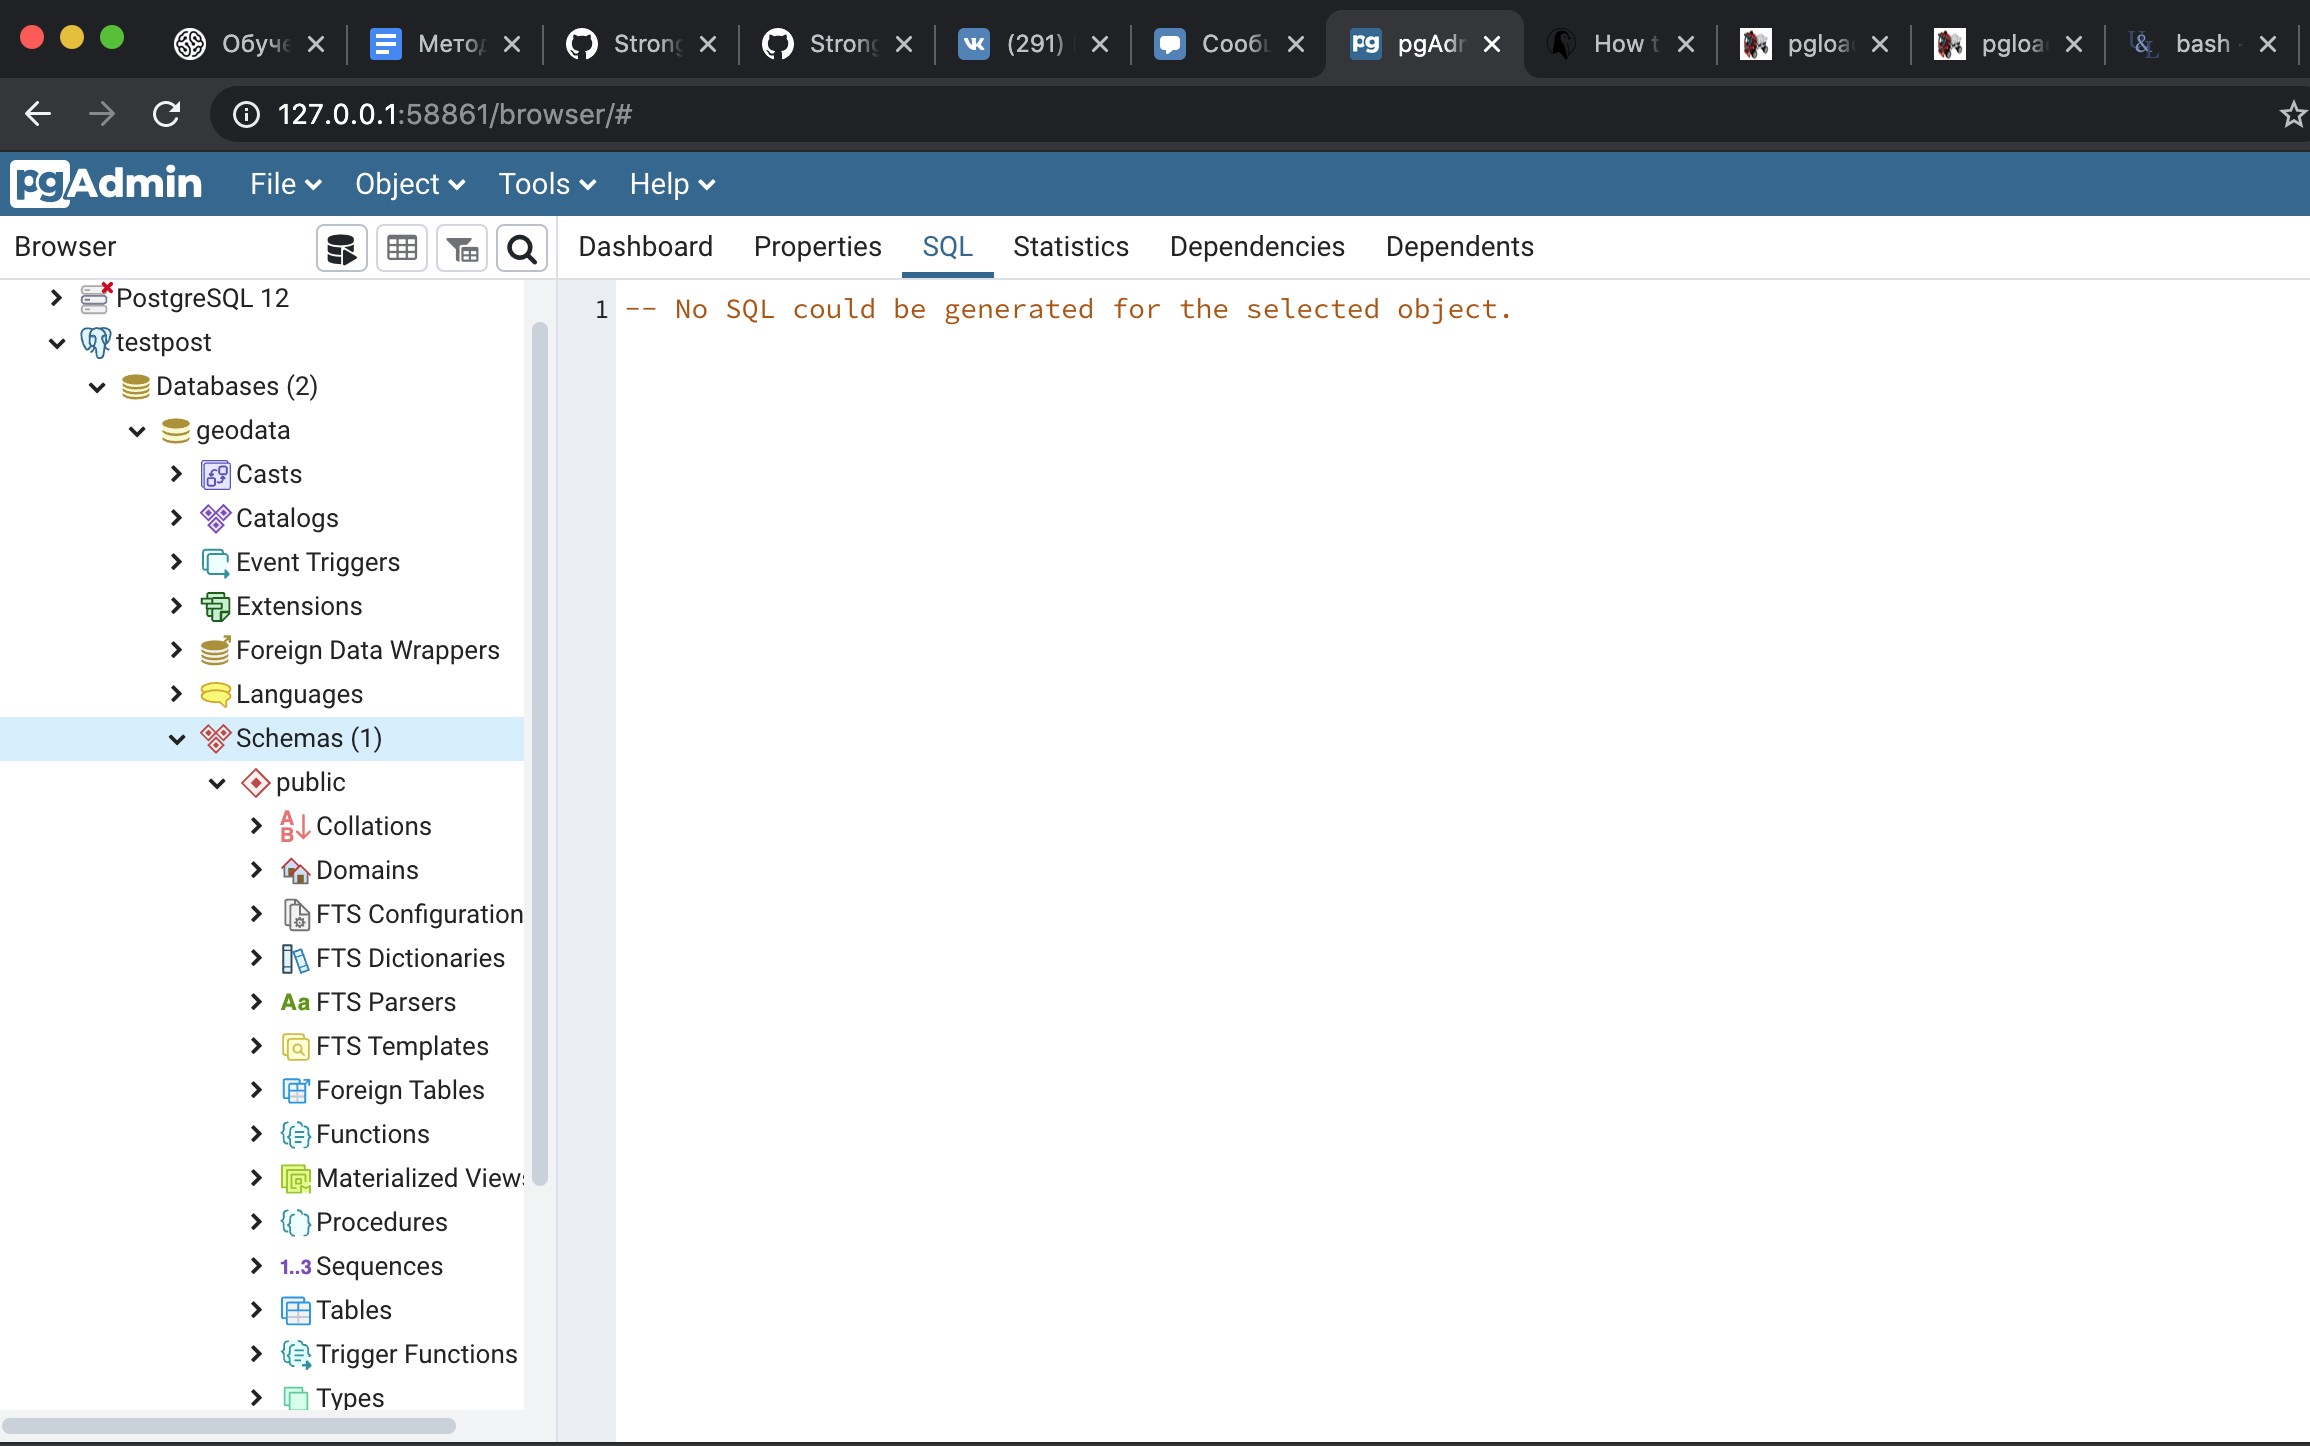 Обуче
Метод
Strong
Strong
(291)
Сообщ
pgAdm
How t
pgloa
pgloa
bash -
127.0.0.1:58861/browser/#
pgAdmin File Object Tools Help
Browser
Dashboard Properties SQL Statistics Dependencies Dependents
1 -- No SQL could be generated for the selected object.
PostgreSQL 12
testpost
Databases (2)
geodata
Casts
Catalogs
Event Triggers
Extensions
Foreign Data Wrappers
Languages
Schemas (1)
public
Collations
Domains
FTS Configuration
FTS Dictionaries
Aa FTS Parsers
FTS Templates
Foreign Tables
Functions
Materialized Views
Procedures
1..3 Sequences
Tables
Trigger Functions
Types